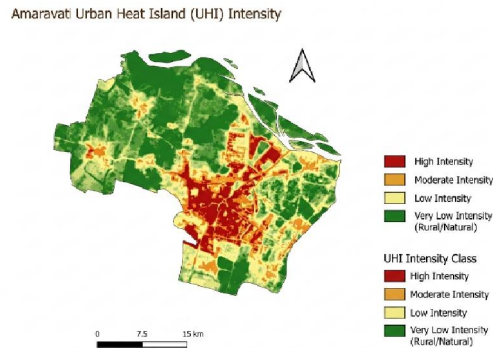 Amaravati Urban Heat Island (UHI) Intensity
High Intensity
Moderate Intensity
Low Intensity
Very Low Intensity
(Rural/Natural)
UHI Intensity Class
High Intensity
Moderate Intensity
Low Intensity
Very Low Intensity
(Rural/Natural)
0 7.5 15 km